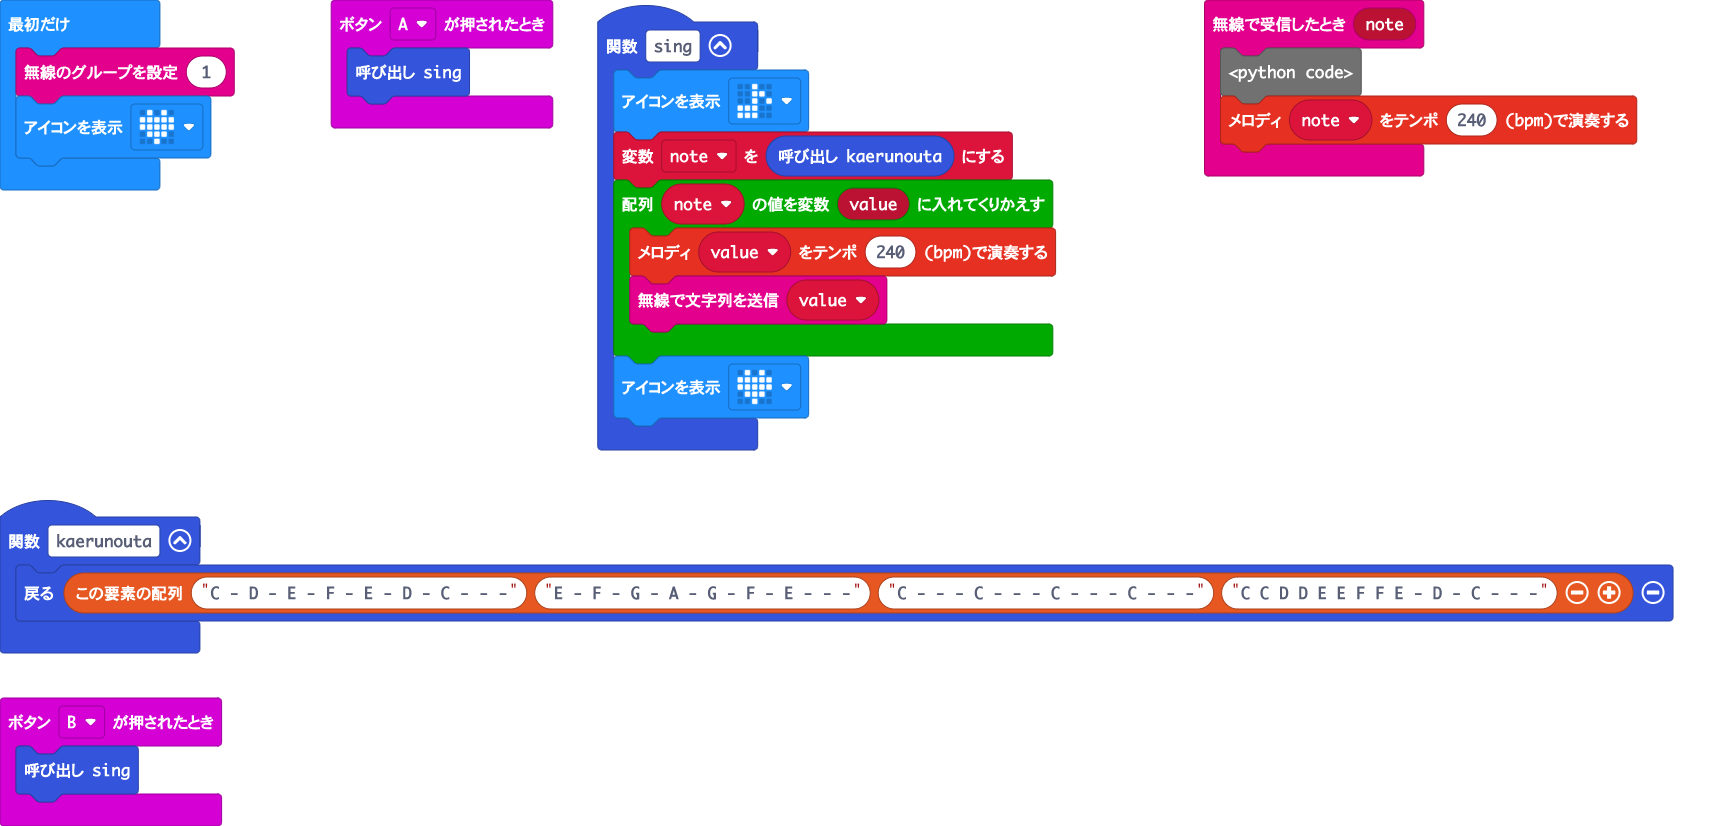 最初だけ
無線のグループを設定 1
アイコンを表示
ボタン A が押されたとき
呼び出し sing
関数 sing
アイコンを表示
変数 note を 呼び出し kaerunouta にする
配列 note の値を変数 value に入れてくりかえす
メロディ value をテンポ 240 (bpm)で演奏する
無線で文字列を送信 value
アイコンを表示
無線で受信したとき note
<python code>
メロディ note をテンポ 240 (bpm)で演奏する
関数 kaerunouta
戻る この要素の配列 "C - D - E - F - E - D - C - - -" "E - F - G - A - G - F - E - - -" "C - - - C - - - C - - - C - - -" "C C D D E E F F E - D - C - - -"
ボタン B が押されたとき
呼び出し sing